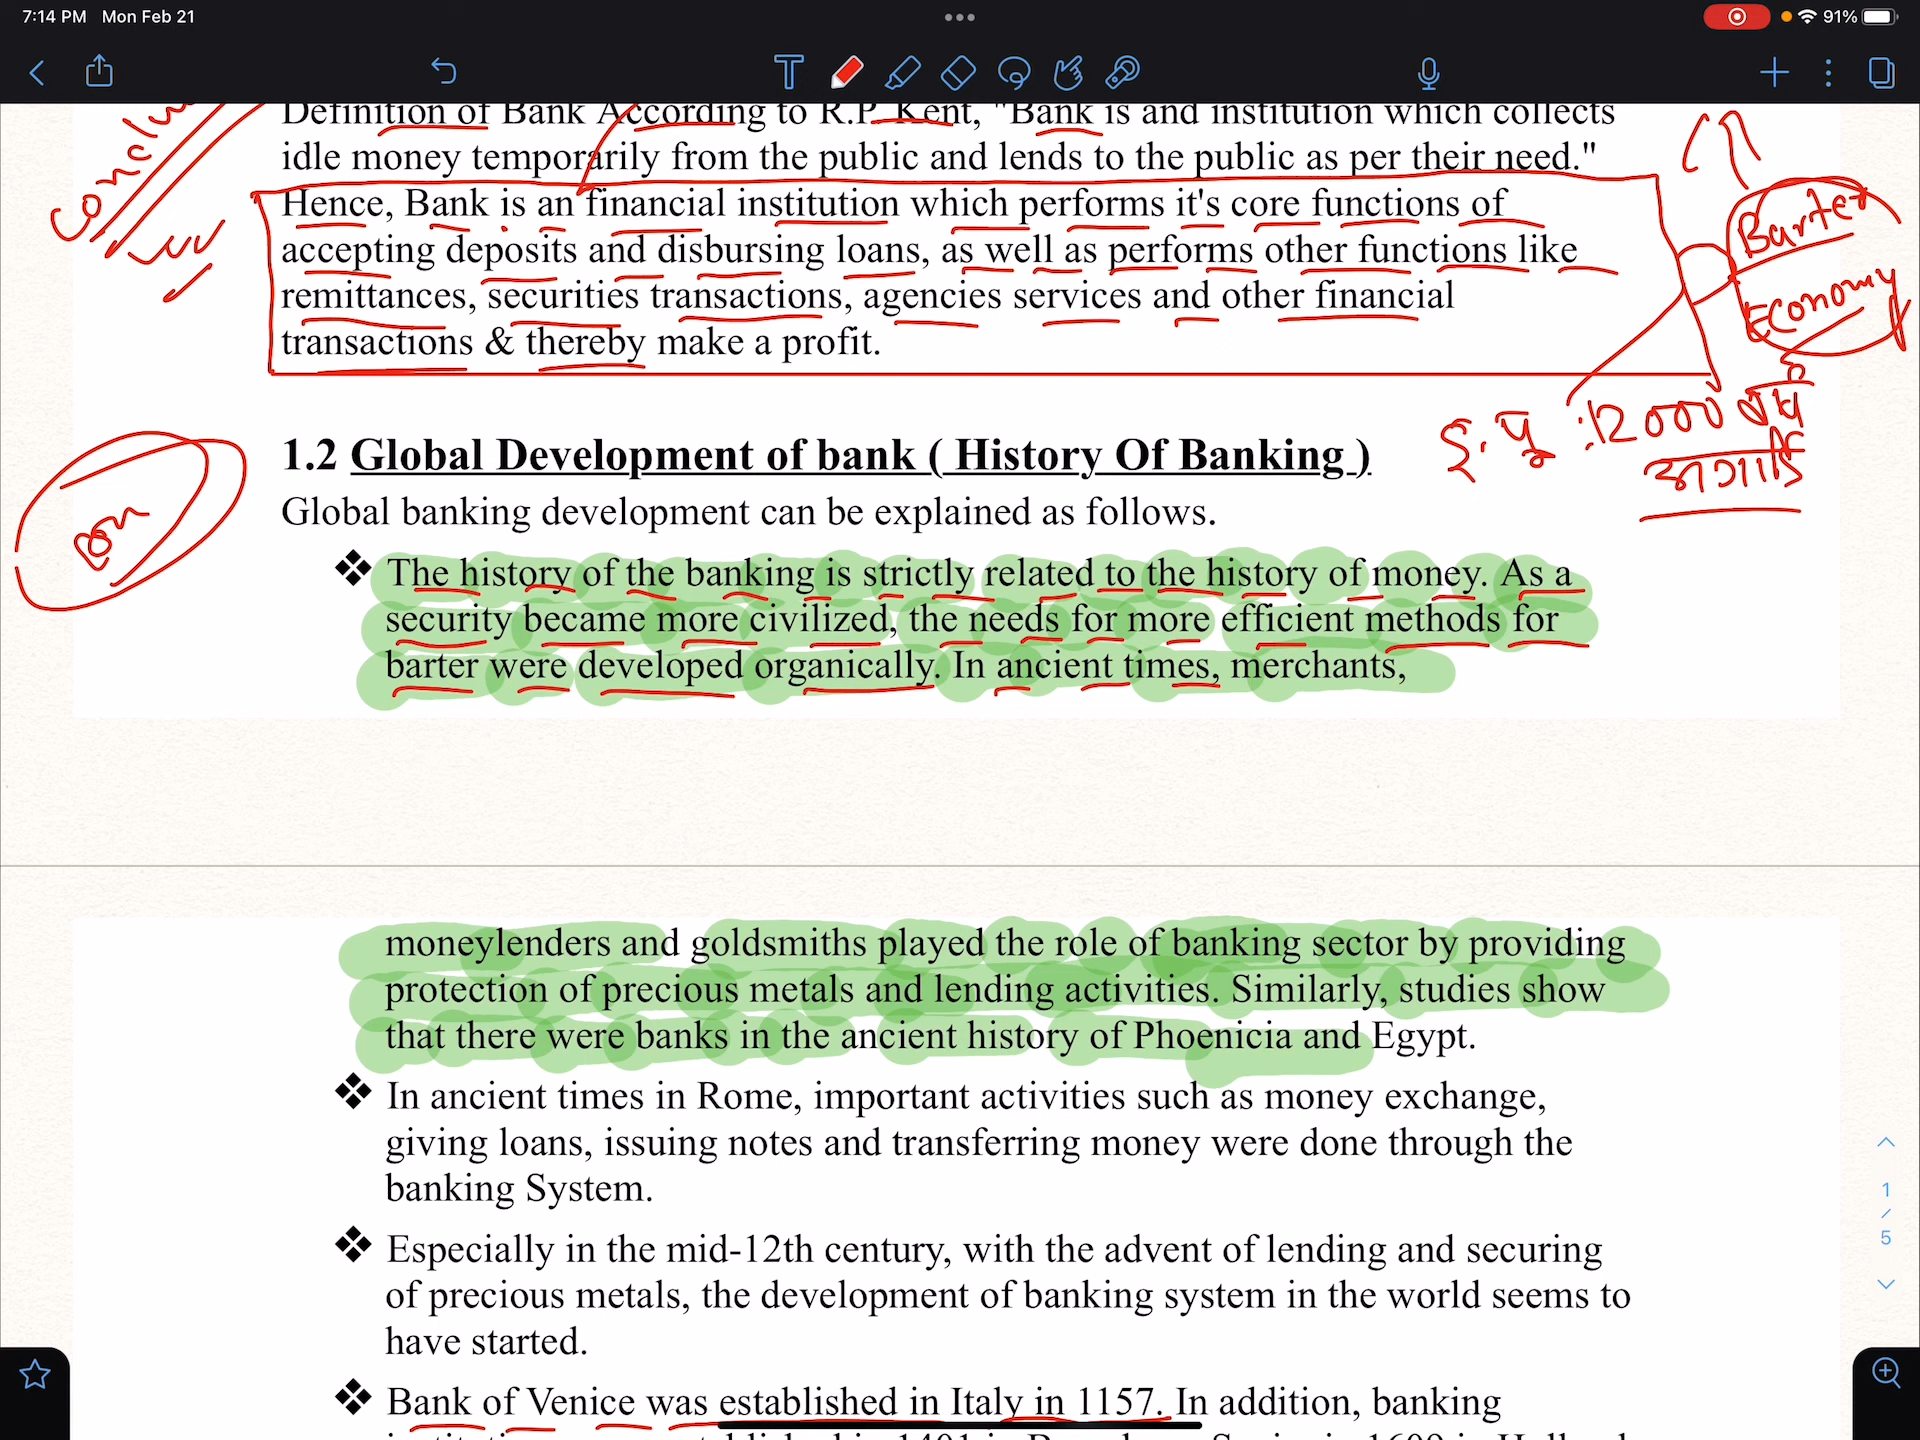 7:14 PM Mon Feb 21
91%
Definition of Bank According to R.P. Kent, "Bank is and institution which collects
idle money temporarily from the public and lends to the public as per their need."
Hence, Bank is an financial institution which performs it's core functions of
accepting deposits and disbursing loans, as well as performs other functions like
remittances, securities transactions, agencies services and other financial
transactions & thereby make a profit.
Barter
Economy
ई.पू. 12000 वर्ष
अगाडि
1.2 Global Development of bank ( History Of Banking )
Global banking development can be explained as follows.
❖ The history of the banking is strictly related to the history of money. As a
security became more civilized, the needs for more efficient methods for
barter were developed organically. In ancient times, merchants,
moneylenders and goldsmiths played the role of banking sector by providing
protection of precious metals and lending activities. Similarly, studies show
that there were banks in the ancient history of Phoenicia and Egypt.
❖ In ancient times in Rome, important activities such as money exchange,
giving loans, issuing notes and transferring money were done through the
banking System.
❖ Especially in the mid-12th century, with the advent of lending and securing
of precious metals, the development of banking system in the world seems to
have started.
❖ Bank of Venice was established in Italy in 1157. In addition, banking
1
/
5